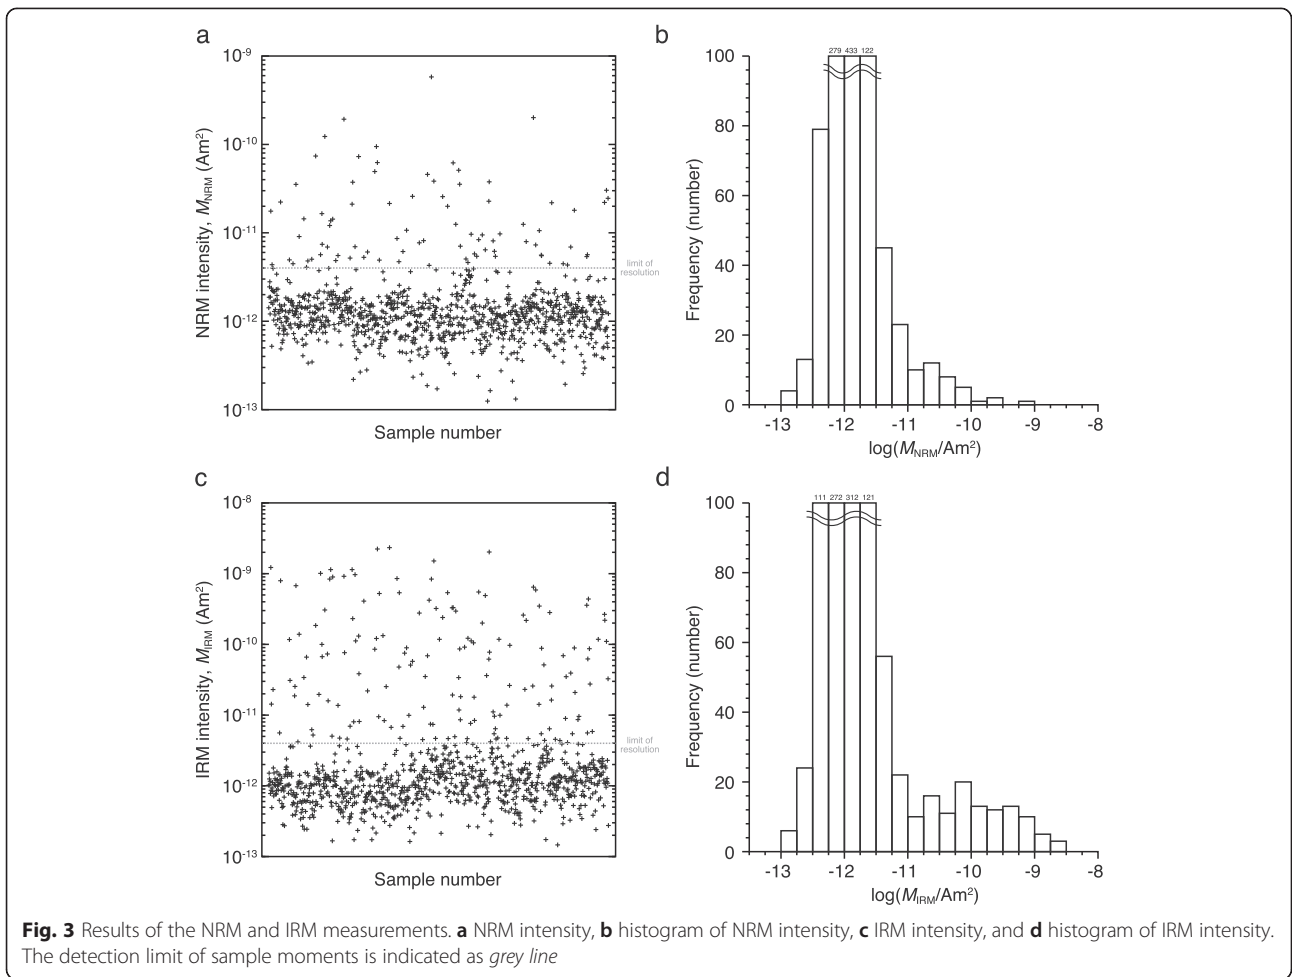 a
10-9
10-10
10-11
10-12
10-13
NRM intensity, MNRM (Am2)
limit of
resolution
Sample number
b
279 433 122
100
80
60
40
20
0
Frequency (number)
-13 -12 -11 -10 -9 -8
log(MNRM/Am2)
c
10-8
10-9
10-10
10-11
10-12
10-13
IRM intensity, MIRM (Am2)
limit of
resolution
Sample number
d
111 272 312 121
100
80
60
40
20
0
Frequency (number)
-13 -12 -11 -10 -9 -8
log(MIRM/Am2)
Fig. 3 Results of the NRM and IRM measurements. a NRM intensity, b histogram of NRM intensity, c IRM intensity, and d histogram of IRM intensity.
The detection limit of sample moments is indicated as grey line